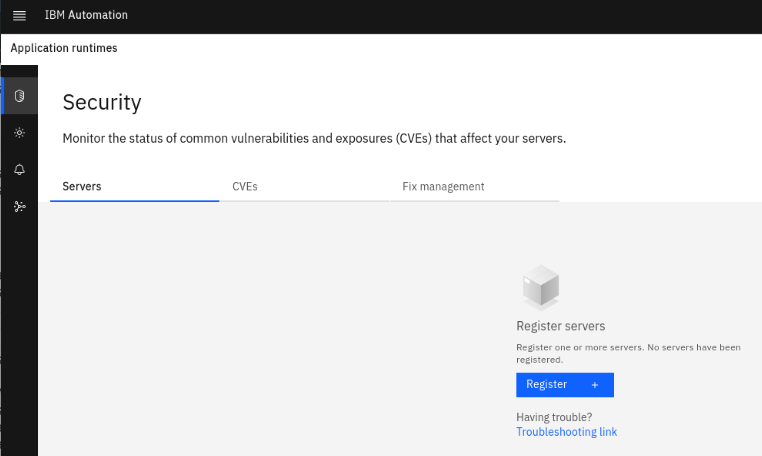 IBM Automation
Application runtimes
Security
Monitor the status of common vulnerabilities and exposures (CVEs) that affect your servers.
Servers
CVEs
Fix management
Register servers
Register one or more servers. No servers have been
registered.
Register +
Having trouble?
Troubleshooting link